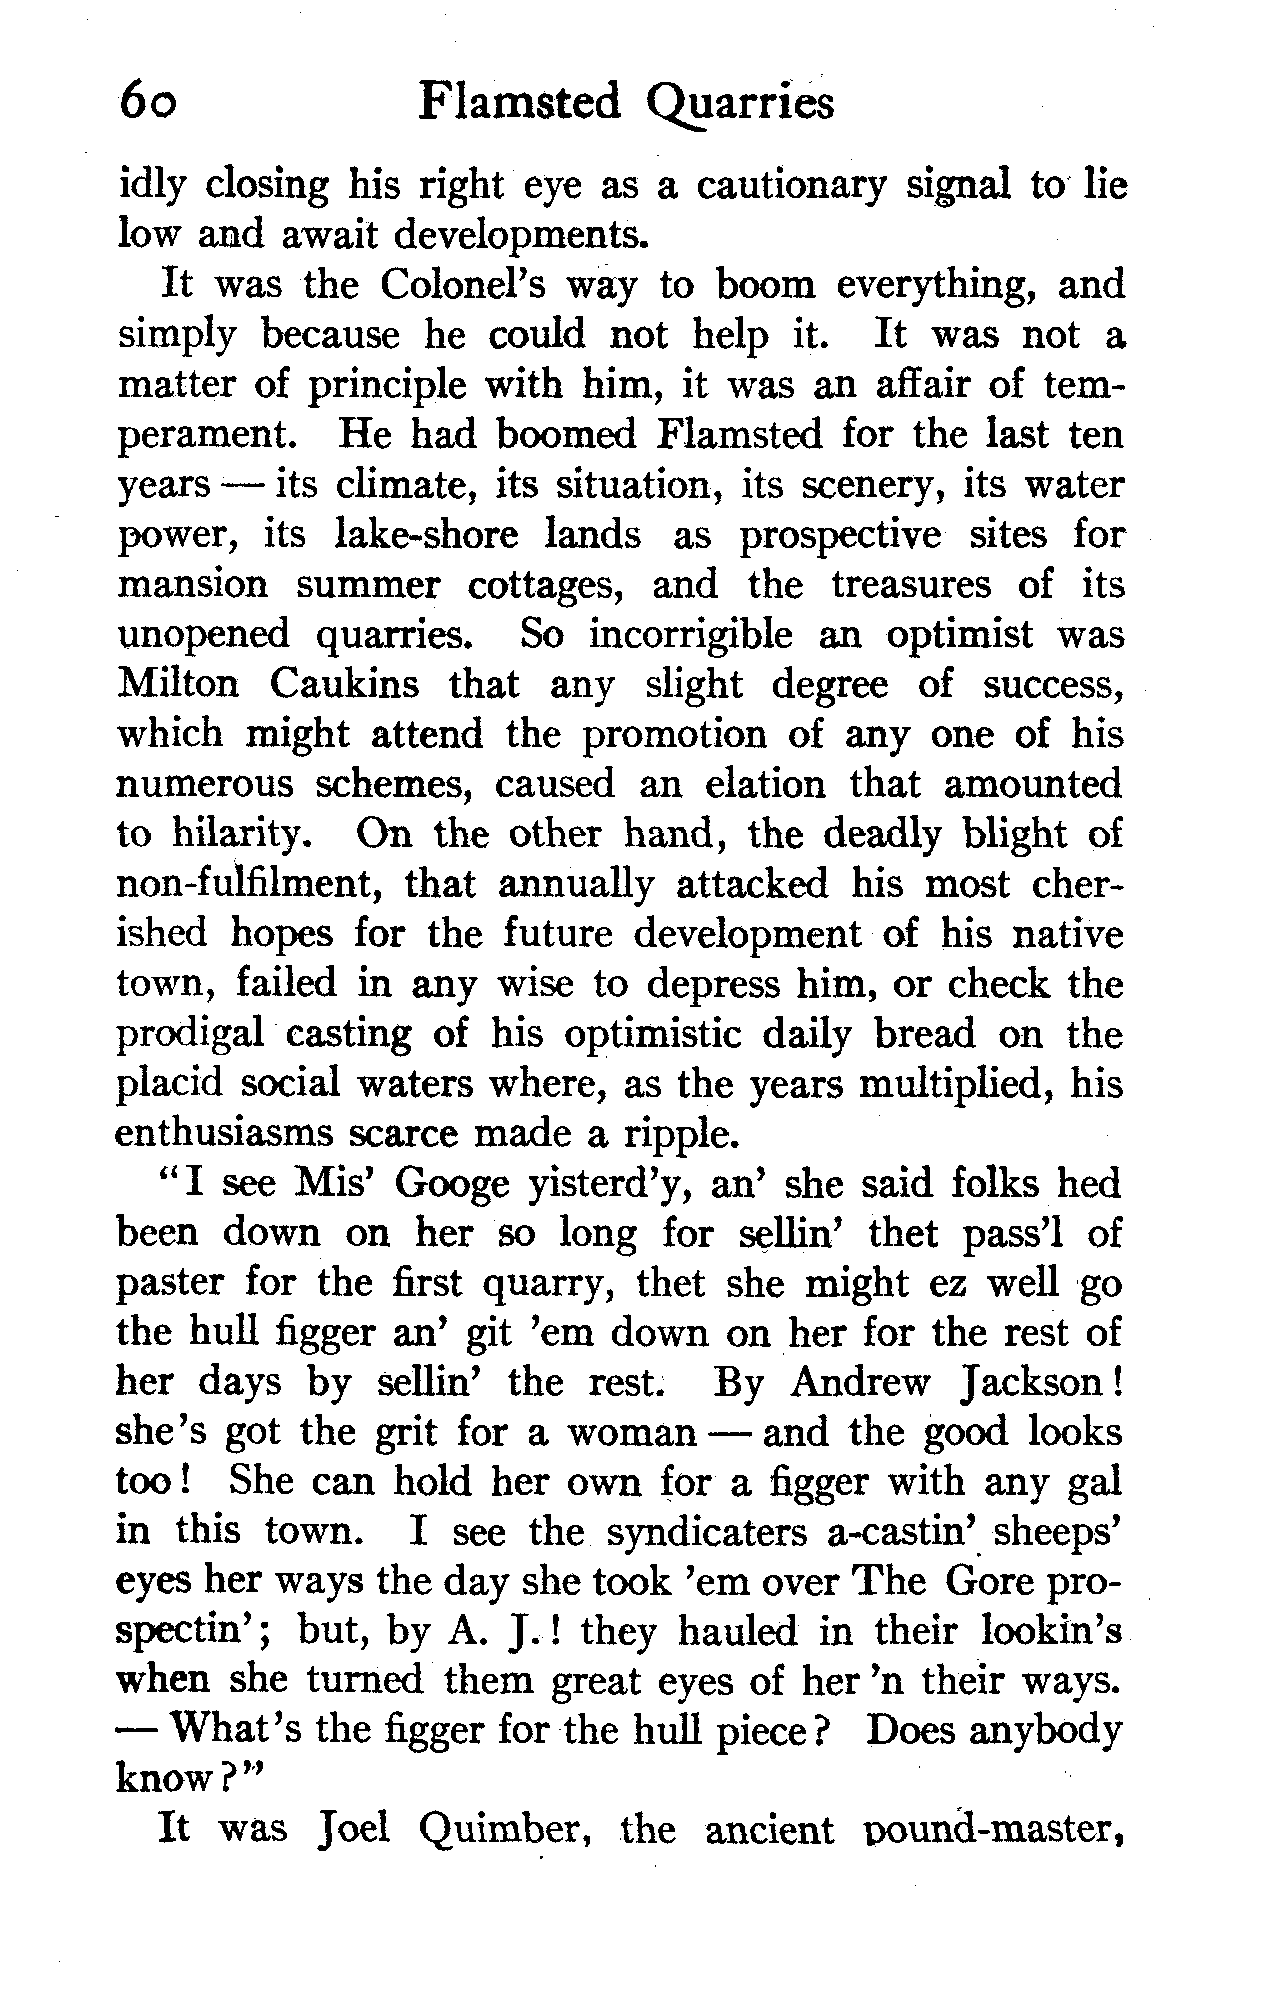 60 Flamsted Quarries
idly closing his right eye as a cautionary signal to lie
low and await developments.
It was the Colonel's way to boom everything, and
simply because he could not help it. It was not a
matter of principle with him, it was an affair of tem-
perament. He had boomed Flamsted for the last ten
years — its climate, its situation, its scenery, its water
power, its lake-shore lands as prospective sites for
mansion summer cottages, and the treasures of its
unopened quarries. So incorrigible an optimist was
Milton Caukins that any slight degree of success,
which might attend the promotion of any one of his
numerous schemes, caused an elation that amounted
to hilarity. On the other hand, the deadly blight of
non-fulfilment, that annually attacked his most cher-
ished hopes for the future development of his native
town, failed in any wise to depress him, or check the
prodigal casting of his optimistic daily bread on the
placid social waters where, as the years multiplied, his
enthusiasms scarce made a ripple.
"I see Mis' Googe yisterd'y, an' she said folks hed
been down on her so long for sellin' thet pass'l of
paster for the first quarry, thet she might ez well go
the hull figger an' git 'em down on her for the rest of
her days by sellin' the rest. By Andrew Jackson!
she's got the grit for a woman — and the good looks
too! She can hold her own for a figger with any gal
in this town. I see the syndicaters a-castin' sheeps'
eyes her ways the day she took 'em over The Gore pro-
spectin'; but, by A. J.! they hauled in their lookin's
when she turned them great eyes of her 'n their ways.
— What's the figger for the hull piece? Does anybody
know?"
It was Joel Quimber, the ancient pound-master,